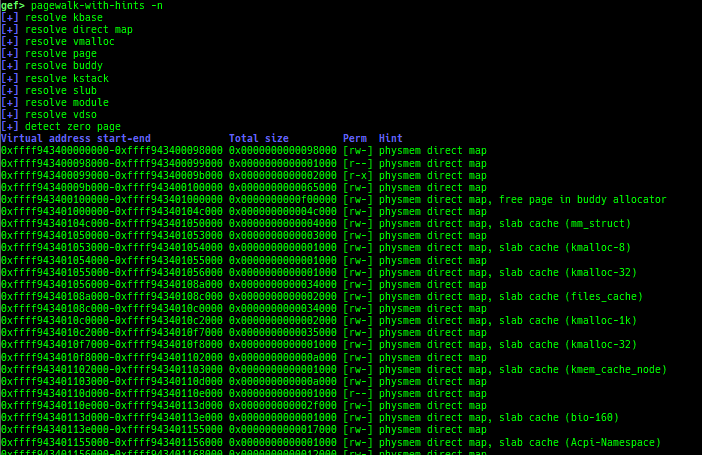 gef> pagewalk-with-hints -n
[+] resolve kbase
[+] resolve direct map
[+] resolve vmalloc
[+] resolve page
[+] resolve buddy
[+] resolve kstack
[+] resolve slub
[+] resolve module
[+] resolve vdso
[+] detect zero page
Virtual address start-end Total size Perm Hint
0xffff943400000000-0xffff943400098000 0x0000000000098000 [rw-] physmem direct map
0xffff943400098000-0xffff943400099000 0x0000000000001000 [r--] physmem direct map
0xffff943400099000-0xffff94340009b000 0x0000000000002000 [r-x] physmem direct map
0xffff94340009b000-0xffff943400100000 0x0000000000065000 [rw-] physmem direct map
0xffff943400100000-0xffff943401000000 0x0000000000f00000 [rw-] physmem direct map, free page in buddy allocator
0xffff943401000000-0xffff94340104c000 0x000000000004c000 [rw-] physmem direct map
0xffff94340104c000-0xffff943401050000 0x0000000000004000 [rw-] physmem direct map, slab cache (mm_struct)
0xffff943401050000-0xffff943401053000 0x0000000000003000 [rw-] physmem direct map
0xffff943401053000-0xffff943401054000 0x0000000000001000 [rw-] physmem direct map, slab cache (kmalloc-8)
0xffff943401054000-0xffff943401055000 0x0000000000001000 [rw-] physmem direct map
0xffff943401055000-0xffff943401056000 0x0000000000001000 [rw-] physmem direct map, slab cache (kmalloc-32)
0xffff943401056000-0xffff94340108a000 0x0000000000034000 [rw-] physmem direct map
0xffff94340108a000-0xffff94340108c000 0x0000000000002000 [rw-] physmem direct map, slab cache (files_cache)
0xffff94340108c000-0xffff9434010c0000 0x0000000000034000 [rw-] physmem direct map
0xffff9434010c0000-0xffff9434010c2000 0x0000000000002000 [rw-] physmem direct map, slab cache (kmalloc-1k)
0xffff9434010c2000-0xffff9434010f7000 0x0000000000035000 [rw-] physmem direct map
0xffff9434010f7000-0xffff9434010f8000 0x0000000000001000 [rw-] physmem direct map, slab cache (kmalloc-32)
0xffff9434010f8000-0xffff943401102000 0x000000000000a000 [rw-] physmem direct map
0xffff943401102000-0xffff943401103000 0x0000000000001000 [rw-] physmem direct map, slab cache (kmem_cache_node)
0xffff943401103000-0xffff94340110d000 0x000000000000a000 [rw-] physmem direct map
0xffff94340110d000-0xffff94340110e000 0x0000000000001000 [r--] physmem direct map
0xffff94340110e000-0xffff94340113d000 0x000000000002f000 [rw-] physmem direct map
0xffff94340113d000-0xffff94340113e000 0x0000000000001000 [rw-] physmem direct map, slab cache (bio-160)
0xffff94340113e000-0xffff943401155000 0x0000000000017000 [rw-] physmem direct map
0xffff943401155000-0xffff943401156000 0x0000000000001000 [rw-] physmem direct map, slab cache (Acpi-Namespace)
0xffff943401156000-0xffff943401168000 0x0000000000012000 [rw-] physmem direct map